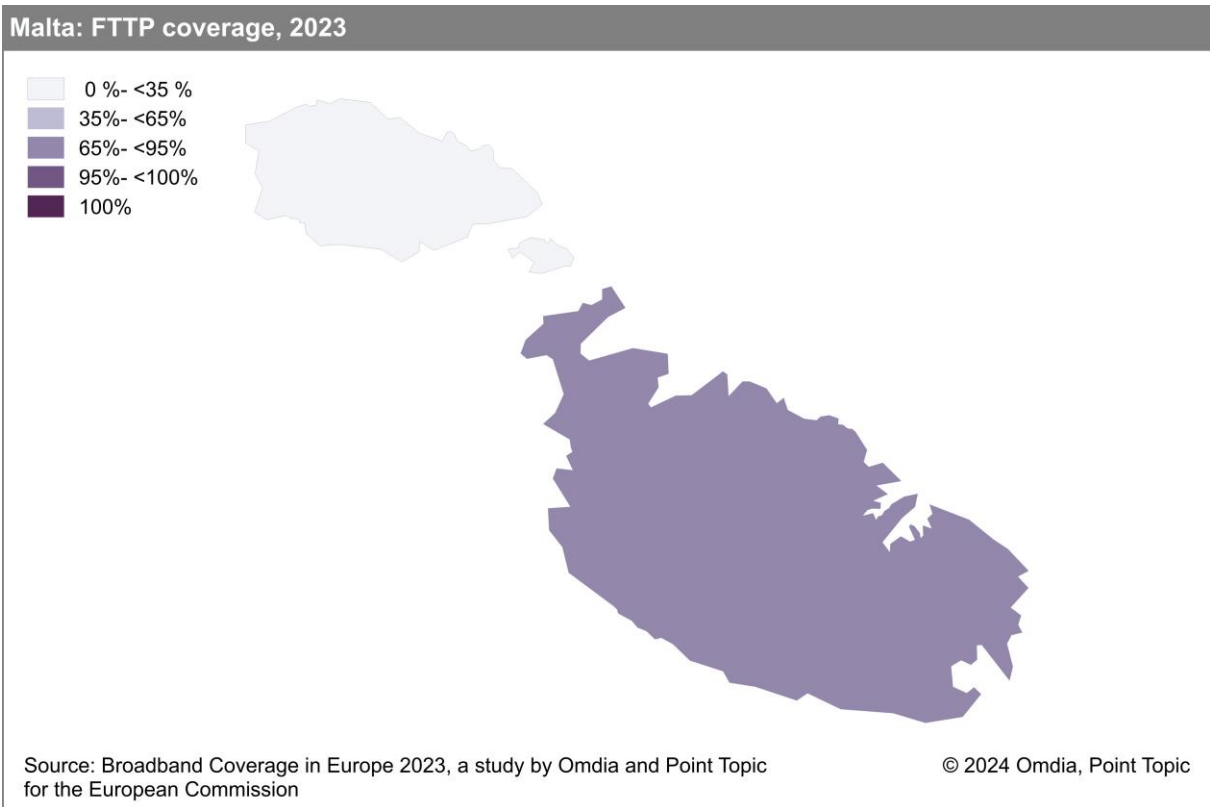 Malta: FTTP coverage, 2023
0 %- <35 %
35%- <65%
65%- <95%
95%- <100%
100%
Source: Broadband Coverage in Europe 2023, a study by Omdia and Point Topic
for the European Commission
© 2024 Omdia, Point Topic